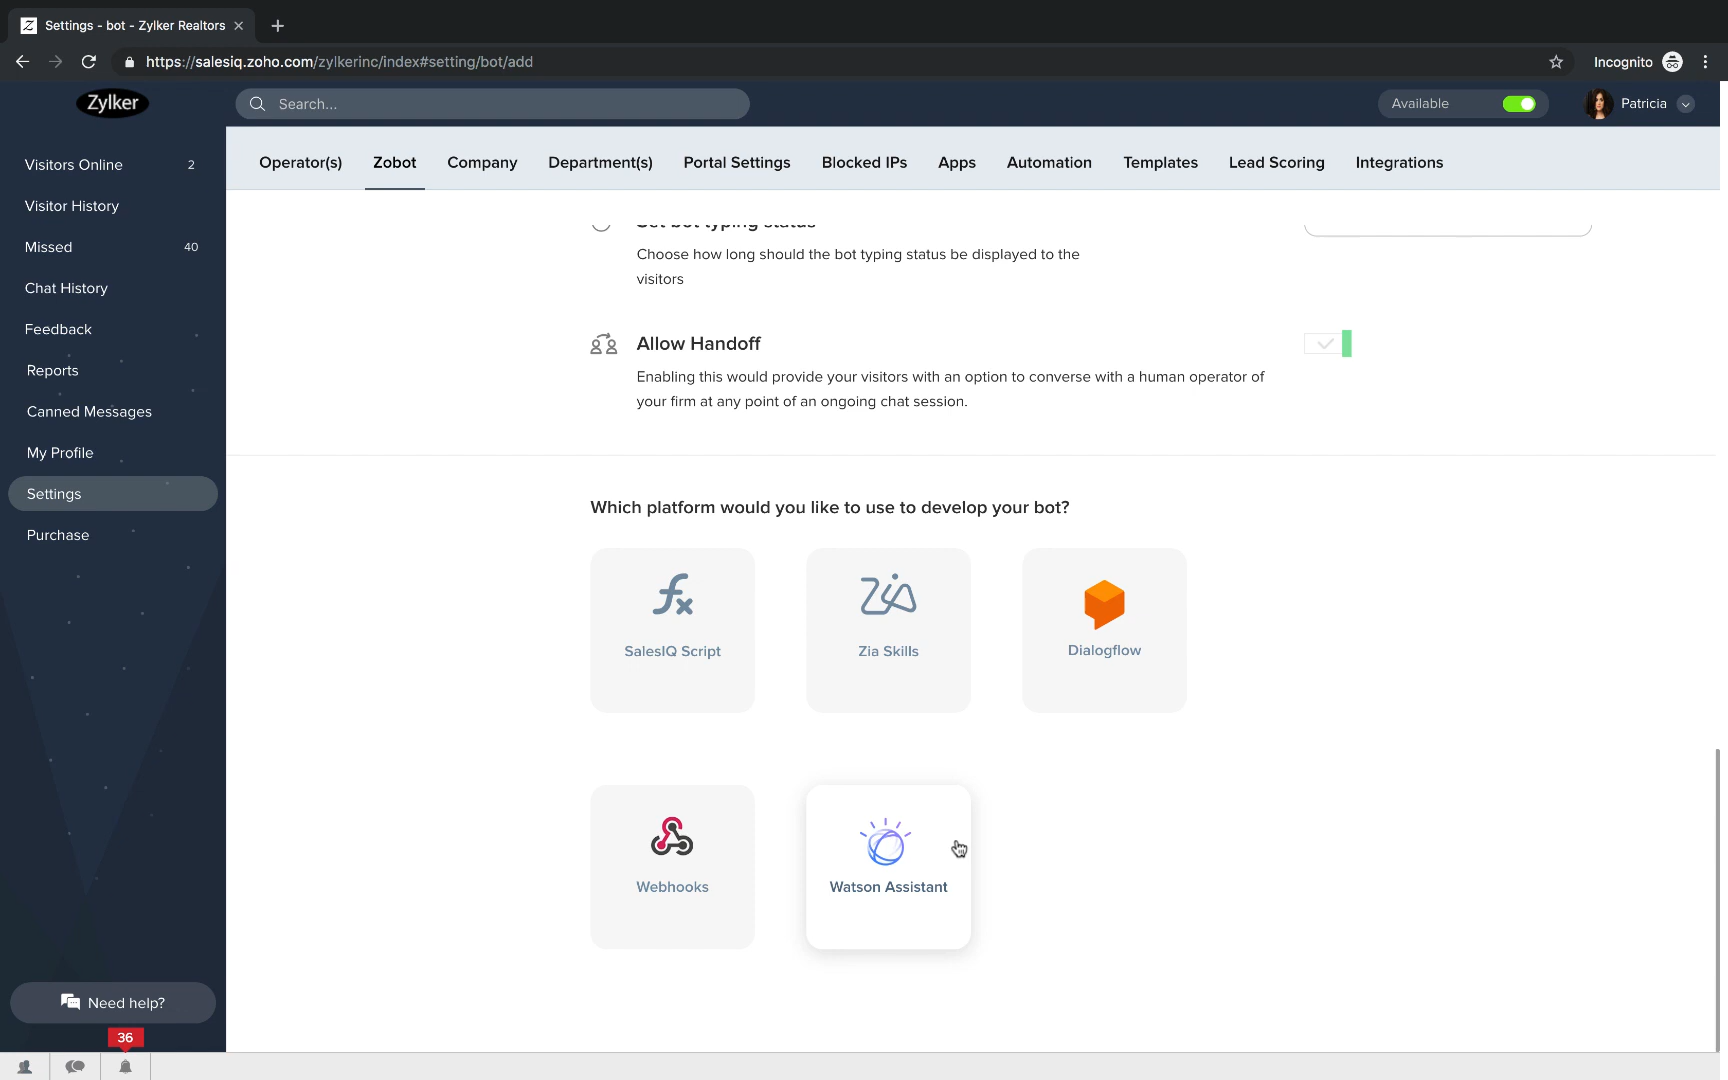 Settings - bot - Zylker Realtors
https://salesiq.zoho.com/zylkerinc/index#setting/bot/add
Incognito
Zylker
Search...
Available
Patricia
Visitors Online 2
Visitor History
Missed 40
Chat History
Feedback
Reports
Canned Messages
My Profile
Settings
Purchase
Need help?
36
Operator(s) Zobot Company Department(s) Portal Settings Blocked IPs Apps Automation Templates Lead Scoring Integrations
Set bot typing status
Choose how long should the bot typing status be displayed to the
visitors
Allow Handoff
Enabling this would provide your visitors with an option to converse with a human operator of
your firm at any point of an ongoing chat session.
Which platform would you like to use to develop your bot?
SalesIQ Script
Zia Skills
Dialogflow
Webhooks
Watson Assistant